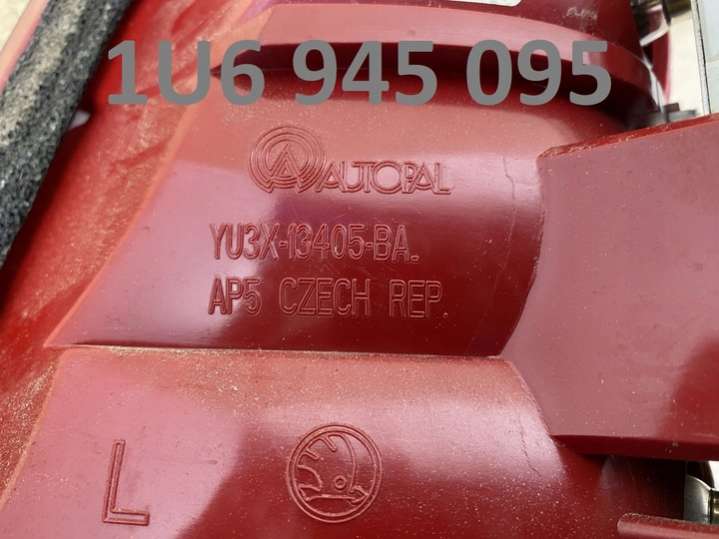 1U6 945 095
AUTOPAL
YU3X-13405-BA.
AP5 CZECH REP.
L